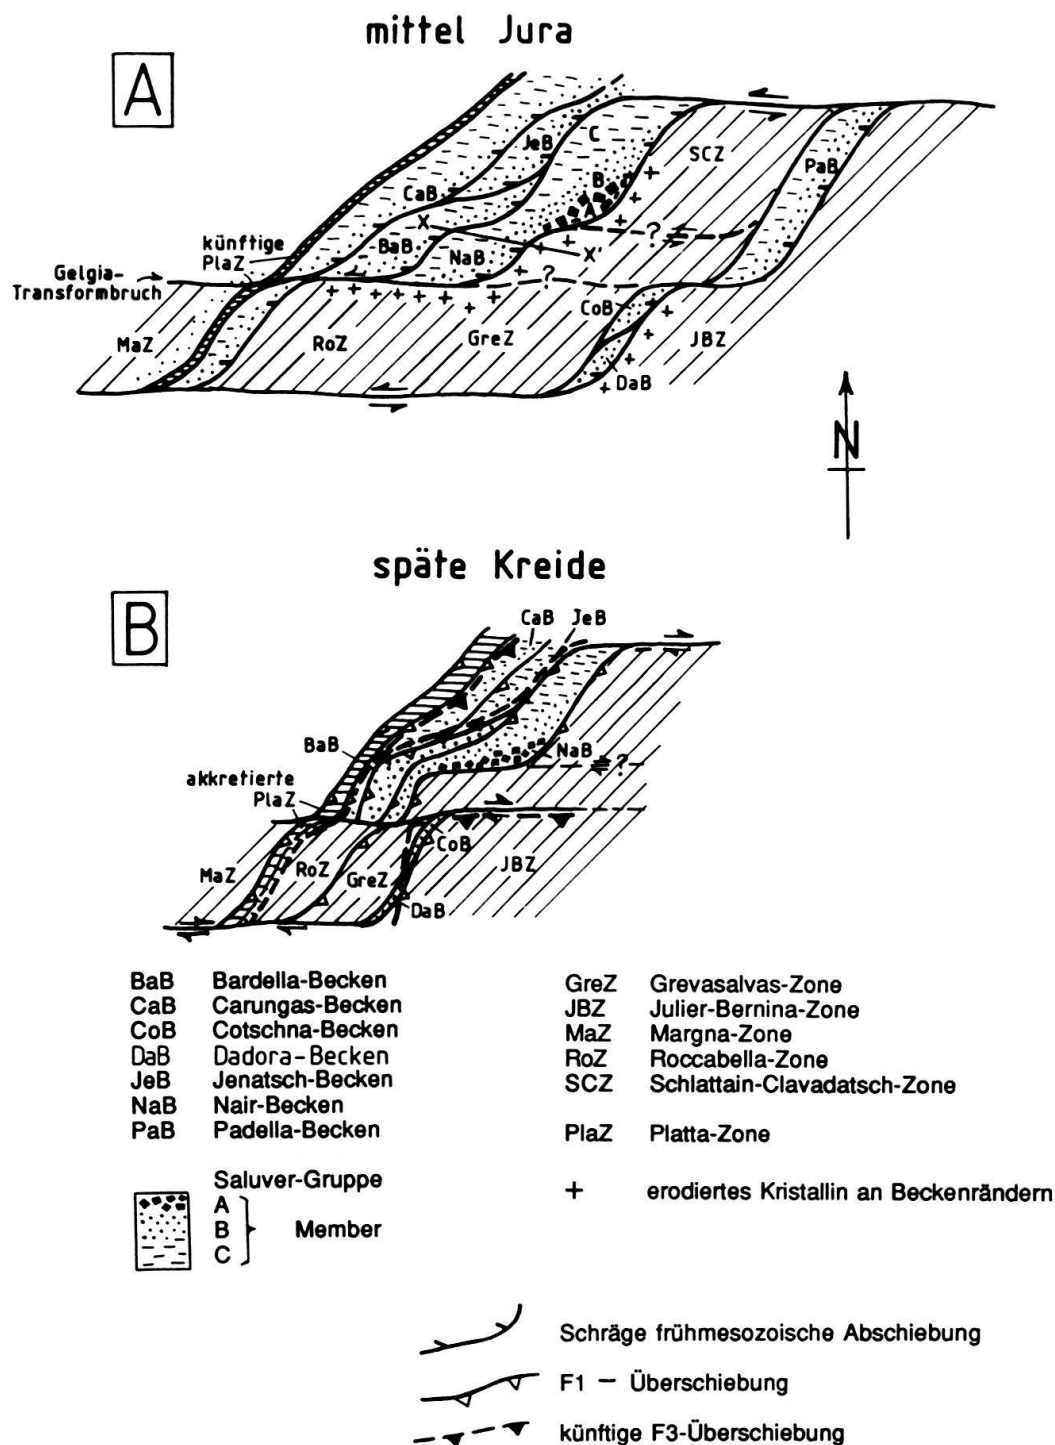 mittel Jura
A
JeB
C
SCZ
PaB
CaB
B
A
X
künftige
PlaZ
BaB
NaB
X'
?
Gelgia-
Transformbruch
?
CoB
MaZ
RoZ
GreZ
JBZ
DaB
N
späte Kreide
B
CaB
JeB
BaB
NaB
?
akkretierte
PlaZ
CoB
MaZ
RoZ
GreZ
JBZ
DaB
BaB Bardella-Becken
CaB Carungas-Becken
CoB Cotschna-Becken
DaB Dadora-Becken
JeB Jenatsch-Becken
NaB Nair-Becken
PaB Padella-Becken
GreZ Grevasalvas-Zone
JBZ Julier-Bernina-Zone
MaZ Margna-Zone
RoZ Roccabella-Zone
SCZ Schlattain-Clavadatsch-Zone
PlaZ Platta-Zone
+ erodiertes Kristallin an Beckenrändern
Saluver-Gruppe
A
B Member
C
Schräge frühmesozoische Abschiebung
F1 – Überschiebung
künftige F3-Überschiebung